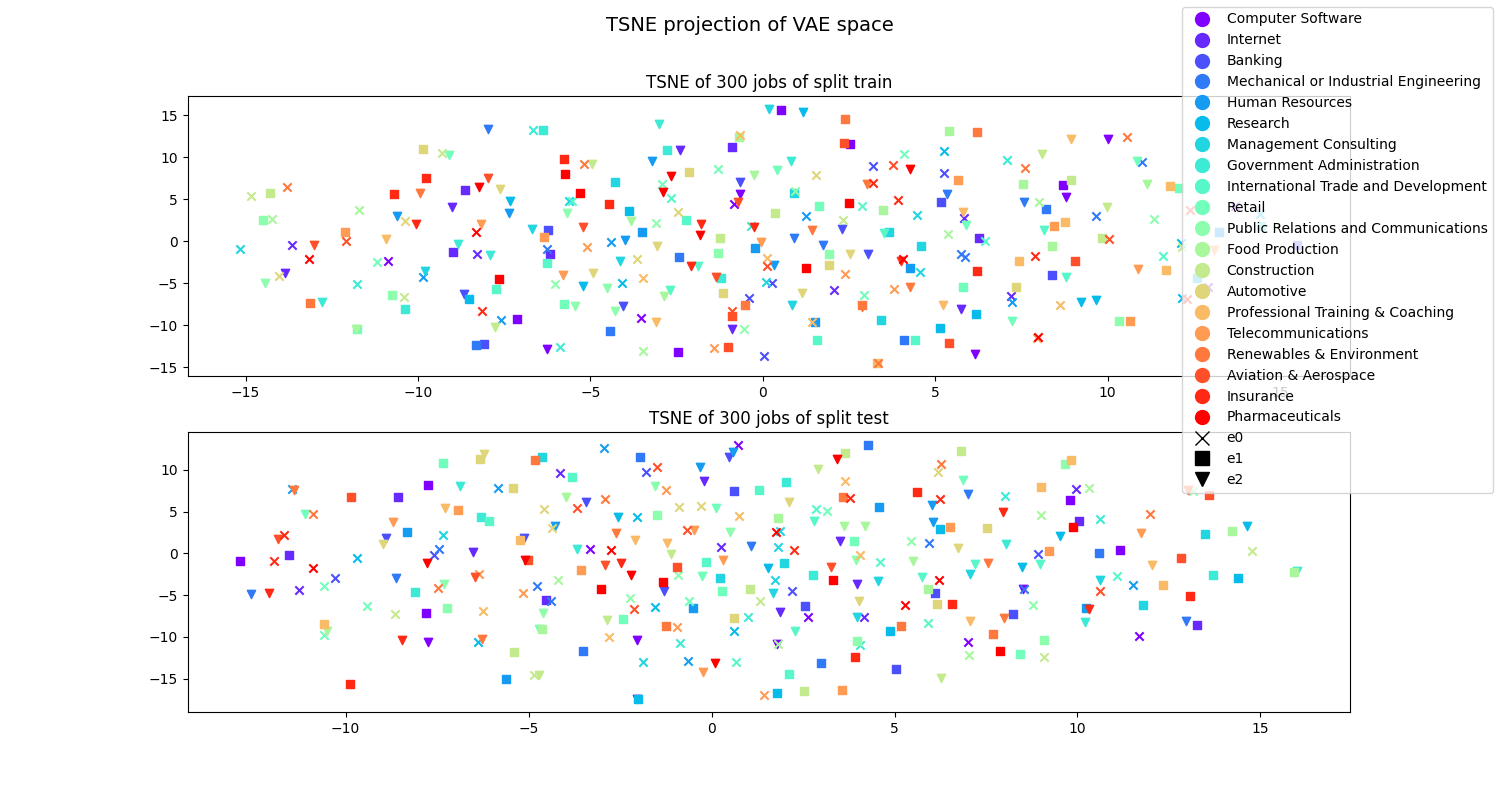 TSNE projection of VAE space
TSNE of 300 jobs of split train
15
10
5
0
−5
−10
−15
−15
−10
−5
0
5
10
15
TSNE of 300 jobs of split test
10
5
0
−5
−10
−15
−10
−5
0
5
10
15
Computer Software
Internet
Banking
Mechanical or Industrial Engineering
Human Resources
Research
Management Consulting
Government Administration
International Trade and Development
Retail
Public Relations and Communications
Food Production
Construction
Automotive
Professional Training & Coaching
Telecommunications
Renewables & Environment
Aviation & Aerospace
Insurance
Pharmaceuticals
e0
e1
e2